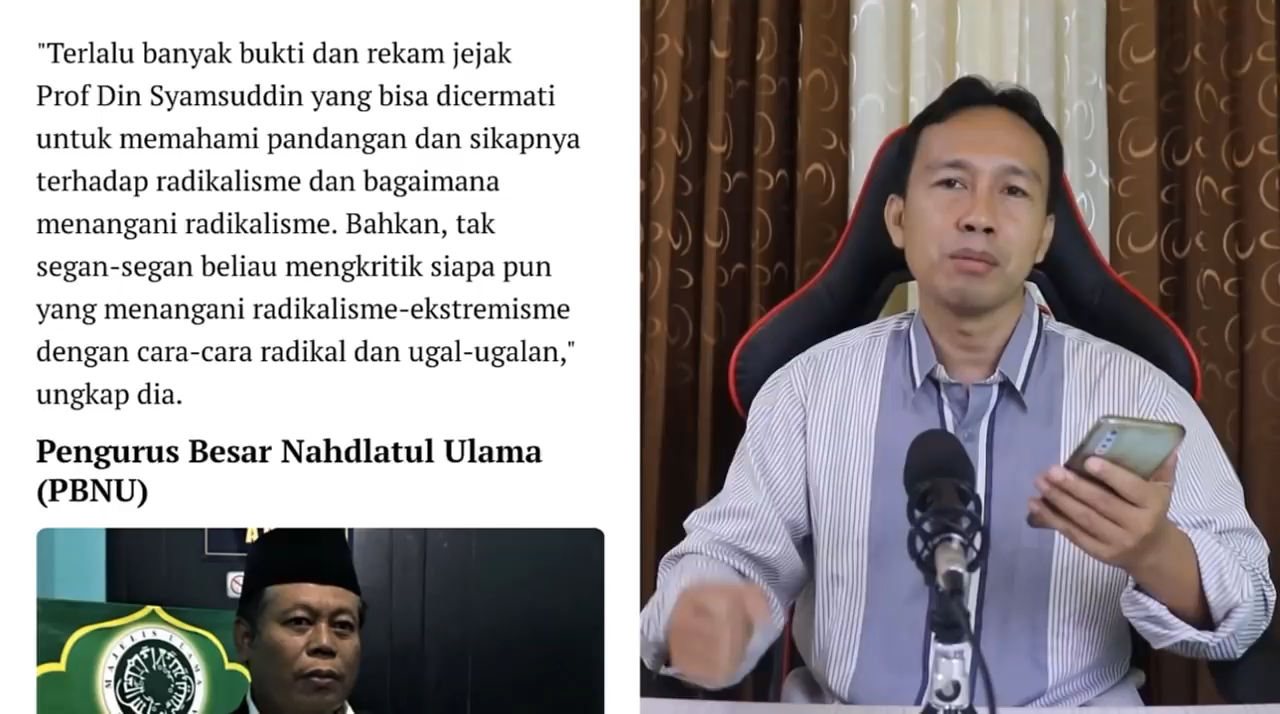 "Terlalu banyak bukti dan rekam jejak
Prof Din Syamsuddin yang bisa dicermati
untuk memahami pandangan dan sikapnya
terhadap radikalisme dan bagaimana
menangani radikalisme. Bahkan, tak
segan-segan beliau mengkritik siapa pun
yang menangani radikalisme-ekstremisme
dengan cara-cara radikal dan ugal-ugalan,"
ungkap dia.
Pengurus Besar Nahdlatul Ulama
(PBNU)
MAJELIS ULAMA